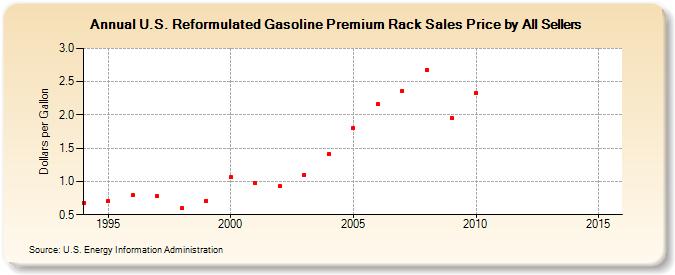 Annual U.S. Reformulated Gasoline Premium Rack Sales Price by All Sellers
Dollars per Gallon
3.0
2.5
2.0
1.5
1.0
0.5
1995 2000 2005 2010 2015
Source: U.S. Energy Information Administration